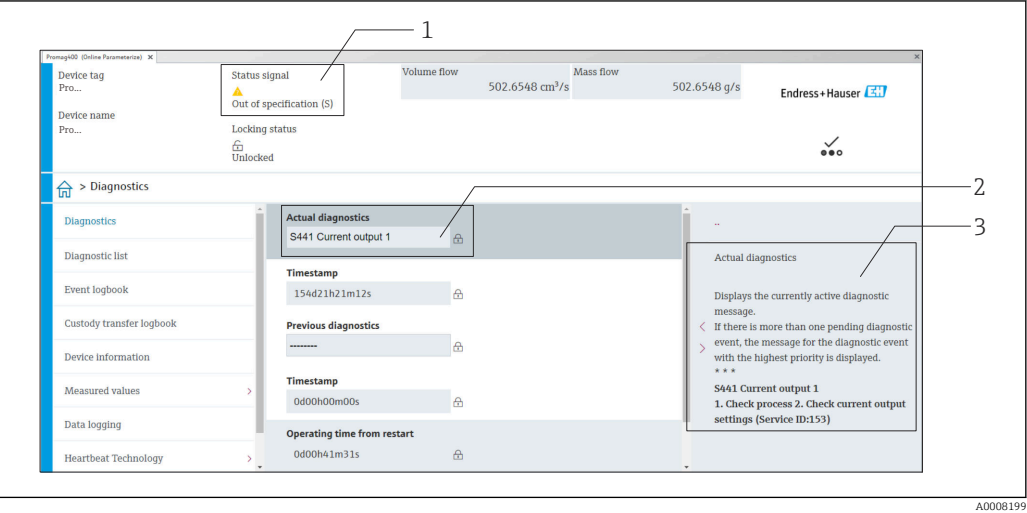 1
Promag400 (Online Parameterize) ×
×
Device tag
Pro...
Device name
Pro...
Status signal
Out of specification (S)
Locking status
Unlocked
Volume flow
502.6548 cm³/s
Mass flow
502.6548 g/s
Endress+Hauser EH
> Diagnostics
2
3
Diagnostics
Diagnostic list
Event logbook
Custody transfer logbook
Device information
Measured values >
Data logging
Heartbeat Technology >
Actual diagnostics
S441 Current output 1
Timestamp
154d21h21m12s
Previous diagnostics
--------
Timestamp
0d00h00m00s
Operating time from restart
0d00h41m31s
..
Actual diagnostics
Displays the currently active diagnostic
message.
If there is more than one pending diagnostic
event, the message for the diagnostic event
with the highest priority is displayed.
* * *
S441 Current output 1
1. Check process 2. Check current output
settings (Service ID:153)
A0008199